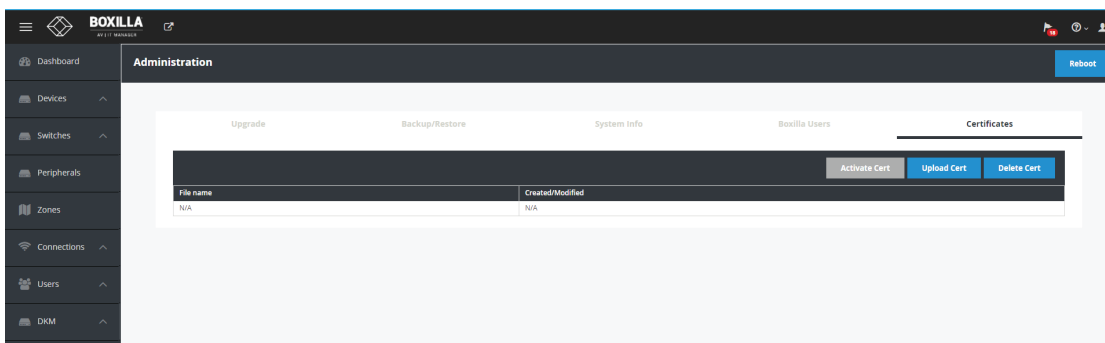 BOXILLA
AV | IT MANAGER
18
Dashboard
Administration
Reboot
Devices
Upgrade
Backup/Restore
System Info
Boxilla Users
Certificates
Switches
Activate Cert
Upload Cert
Delete Cert
Peripherals
File name
Created/Modified
N/A
N/A
Zones
Connections
Users
DKM